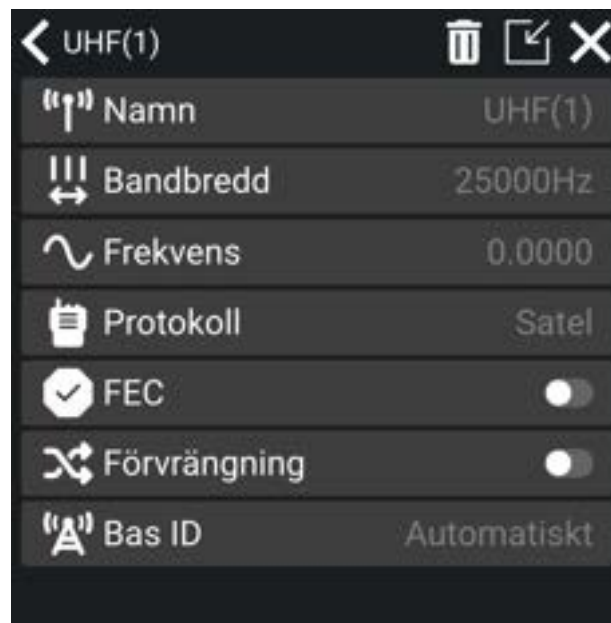 UHF(1)
Namn UHF(1)
Bandbredd 25000Hz
Frekvens 0.0000
Protokoll Satel
FEC
Förvrängning
Bas ID Automatiskt